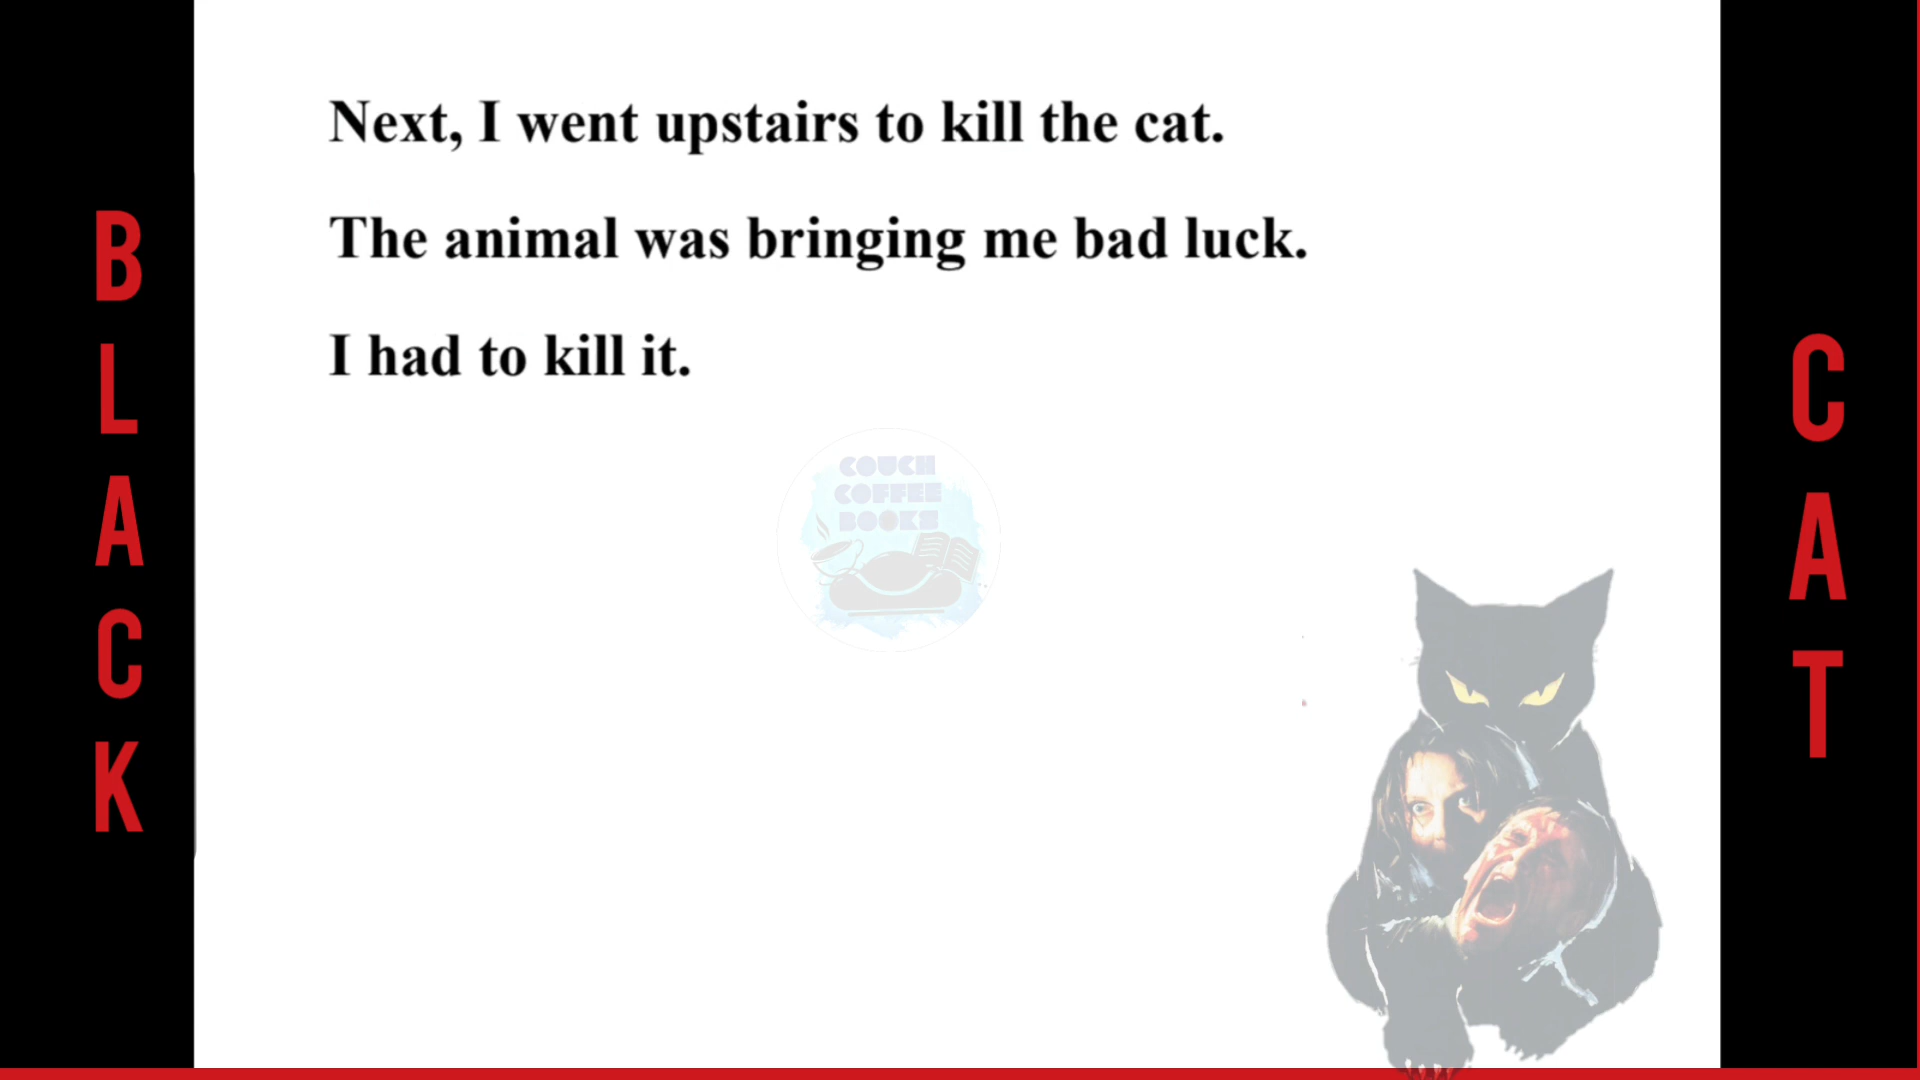 BLACK
Next, I went upstairs to kill the cat.
The animal was bringing me bad luck.
I had to kill it.
COUCH
COFFEE
BOOKS
CAT